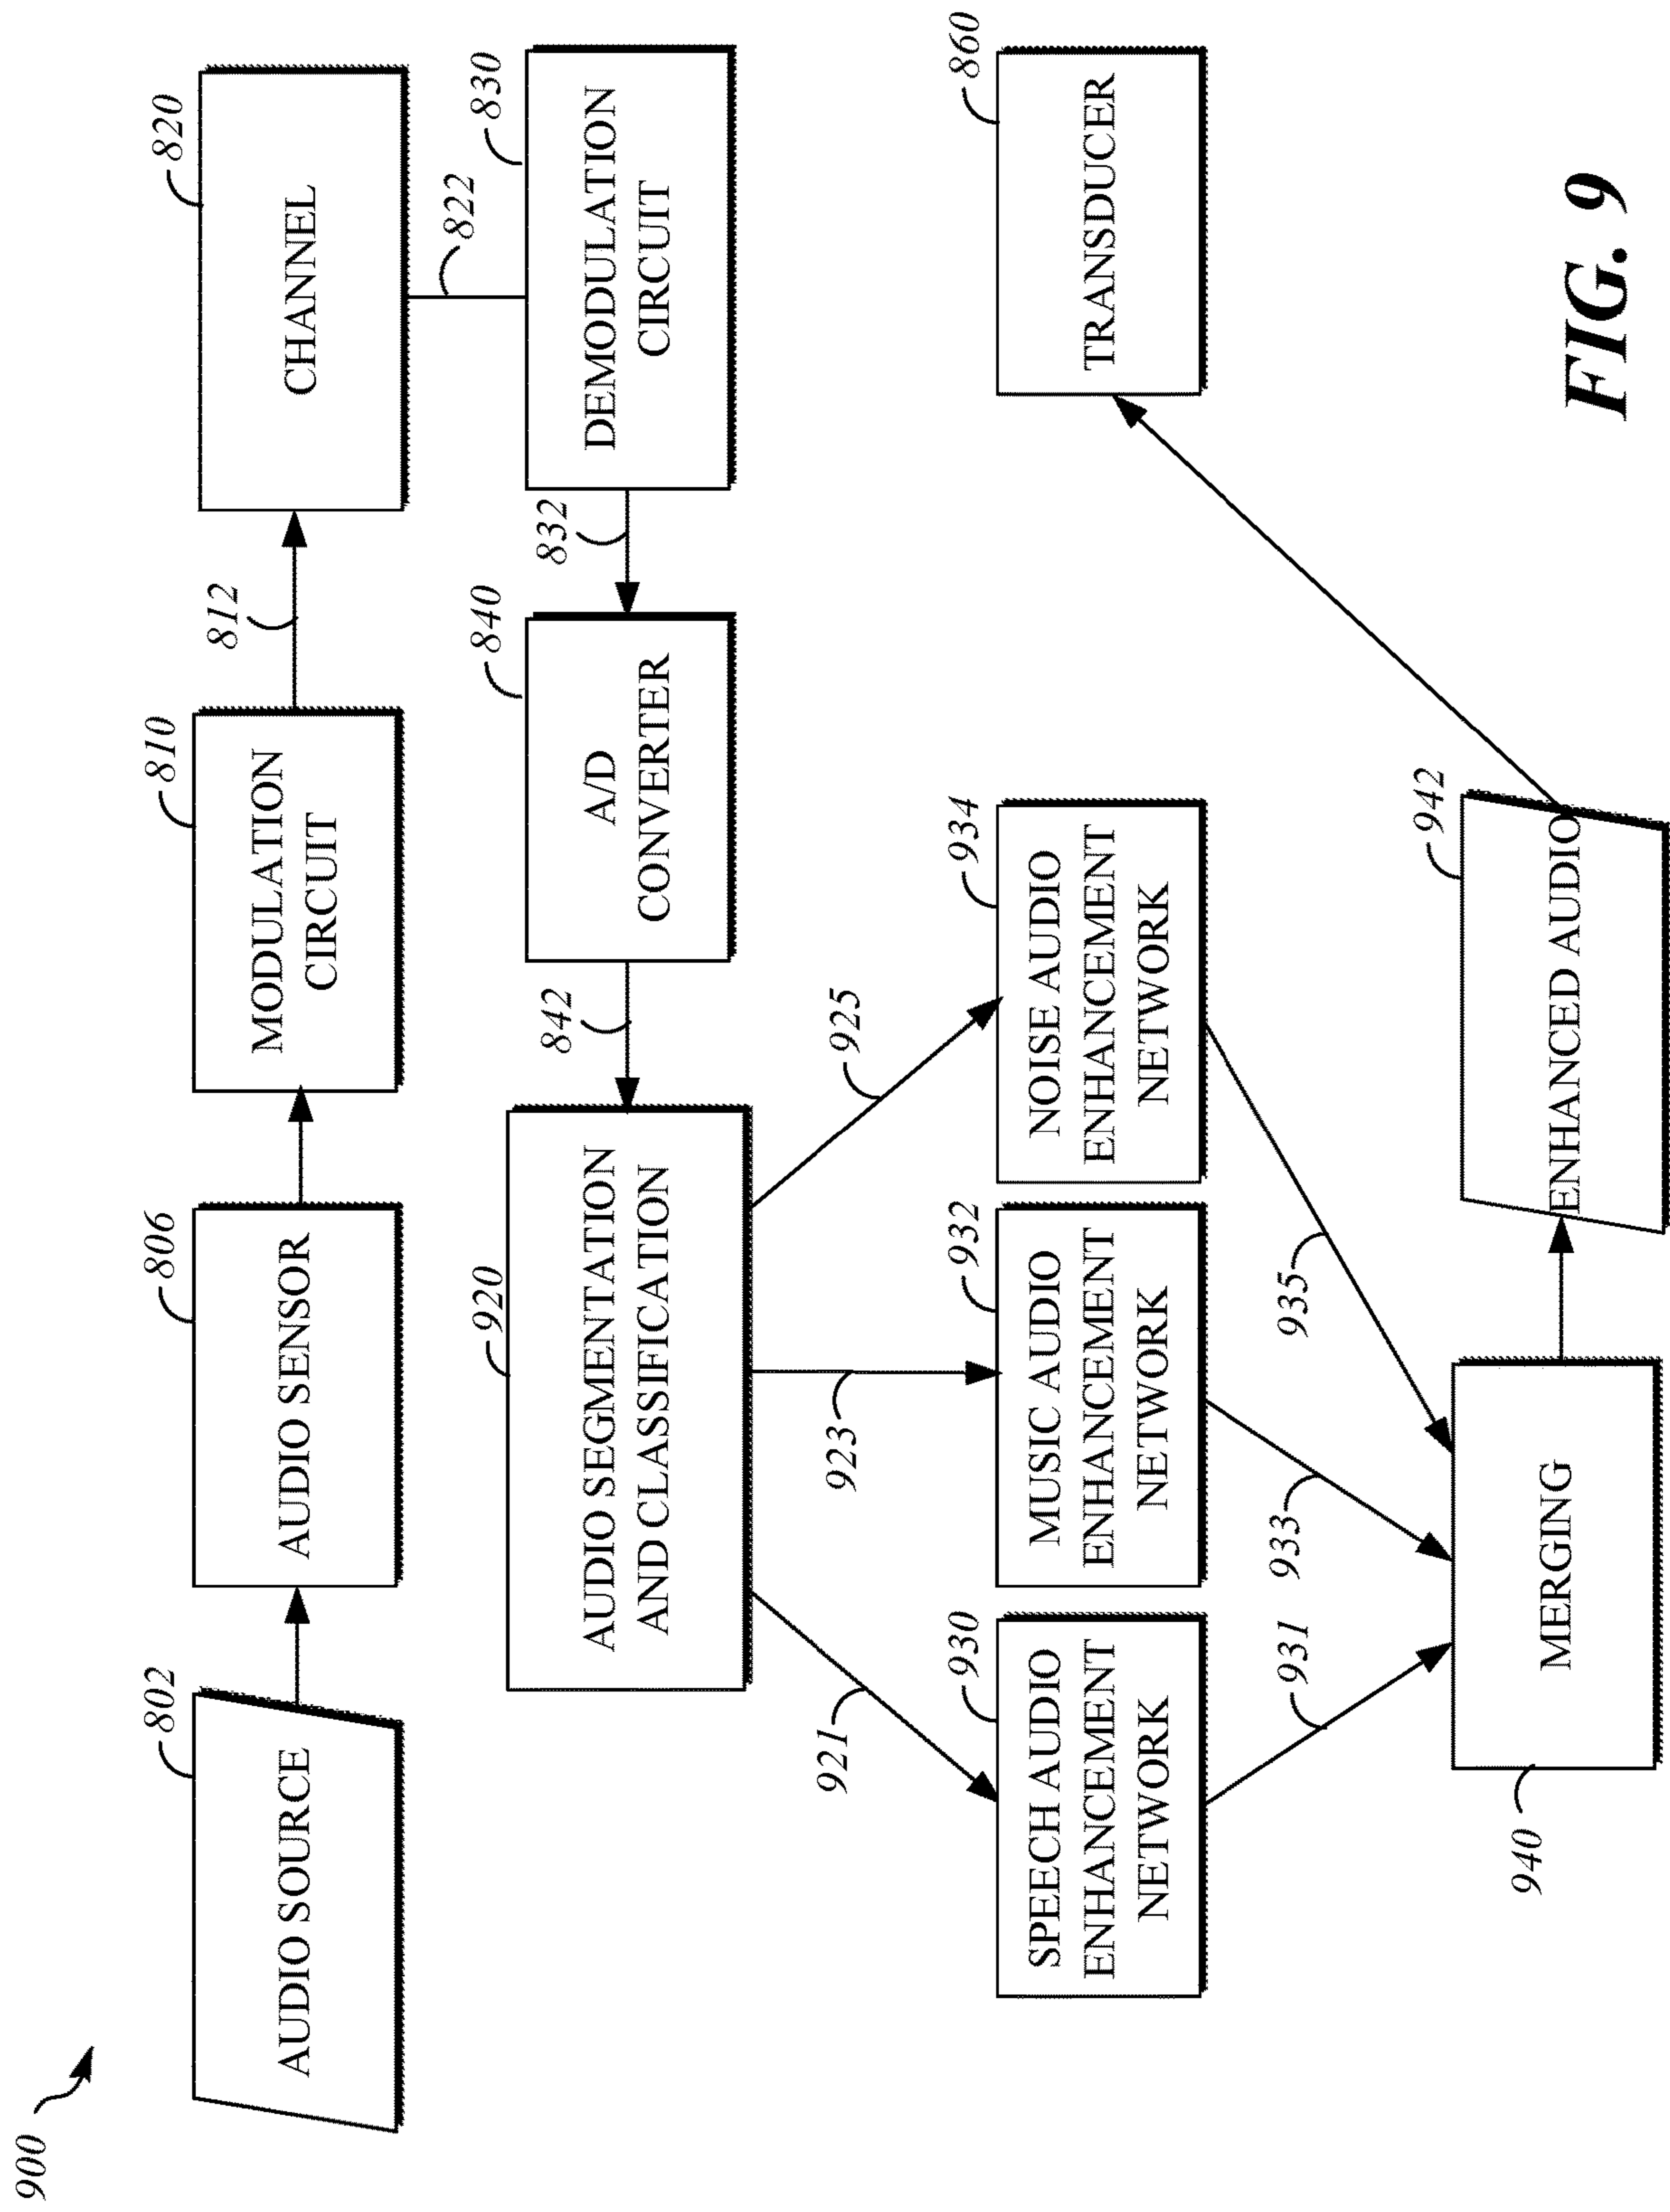 900
802
AUDIO SOURCE
806
AUDIO SENSOR
810
MODULATION
CIRCUIT
812
820
CHANNEL
822
830
DEMODULATION
CIRCUIT
832
840
A/D
CONVERTER
842
920
AUDIO SEGMENTATION
AND CLASSIFICATION
921
923
925
930
SPEECH AUDIO
ENHANCEMENT
NETWORK
932
MUSIC AUDIO
ENHANCEMENT
NETWORK
934
NOISE AUDIO
ENHANCEMENT
NETWORK
860
TRANSDUCER
931
933
935
940
MERGING
942
ENHANCED AUDIO
FIG. 9